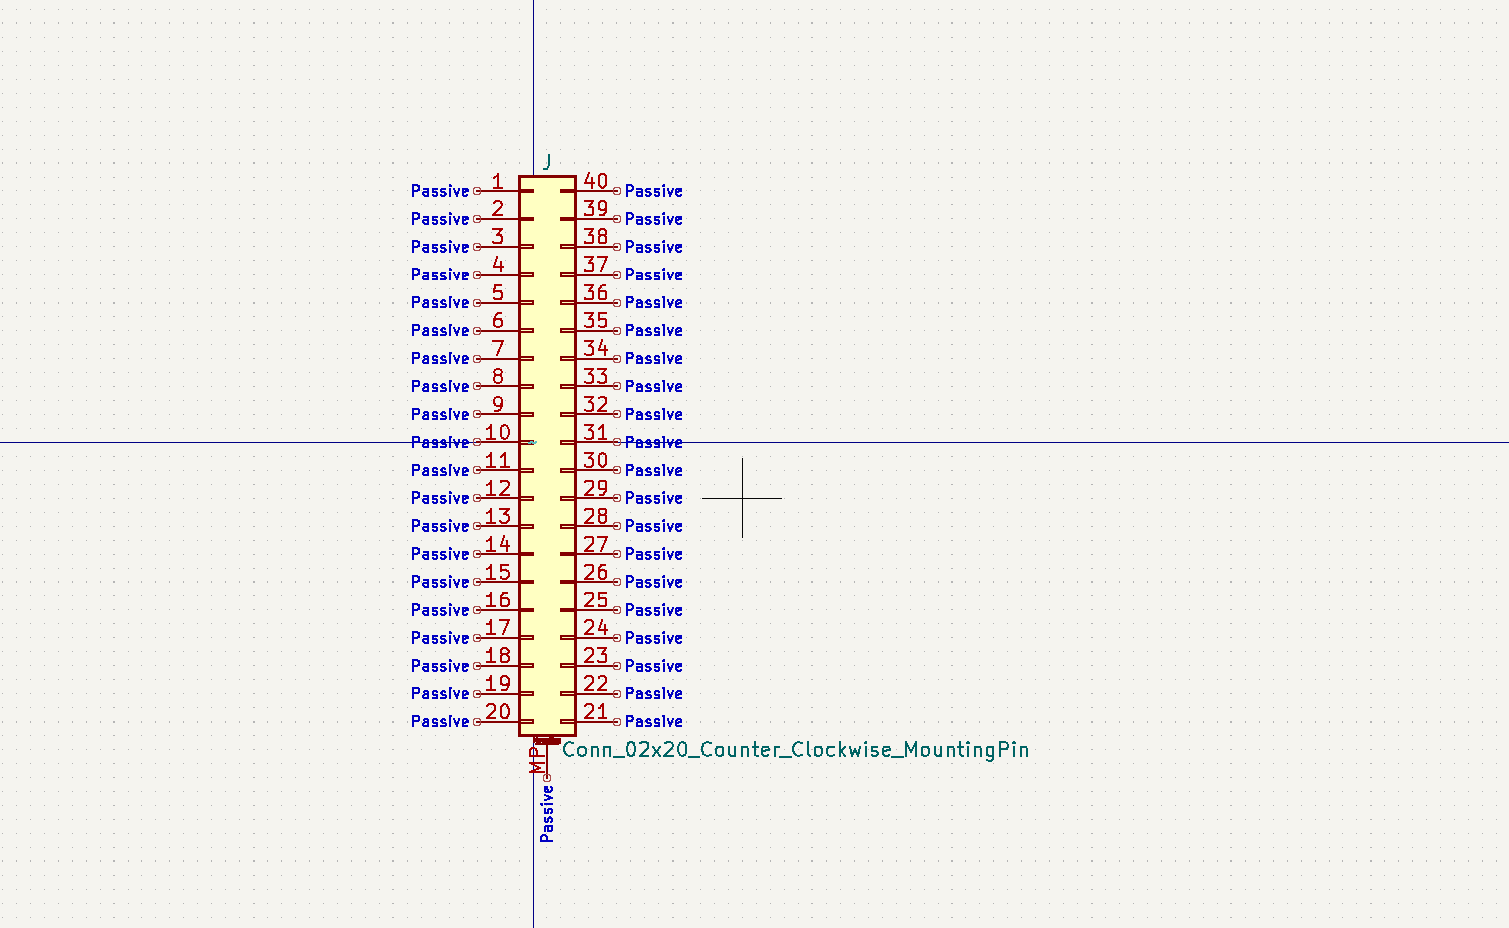 J
Passive 1 40 Passive
Passive 2 39 Passive
Passive 3 38 Passive
Passive 4 37 Passive
Passive 5 36 Passive
Passive 6 35 Passive
Passive 7 34 Passive
Passive 8 33 Passive
Passive 9 32 Passive
Passive 10 31 Passive
Passive 11 30 Passive
Passive 12 29 Passive
Passive 13 28 Passive
Passive 14 27 Passive
Passive 15 26 Passive
Passive 16 25 Passive
Passive 17 24 Passive
Passive 18 23 Passive
Passive 19 22 Passive
Passive 20 21 Passive
MP
Conn_02x20_Counter_Clockwise_MountingPin
Passive